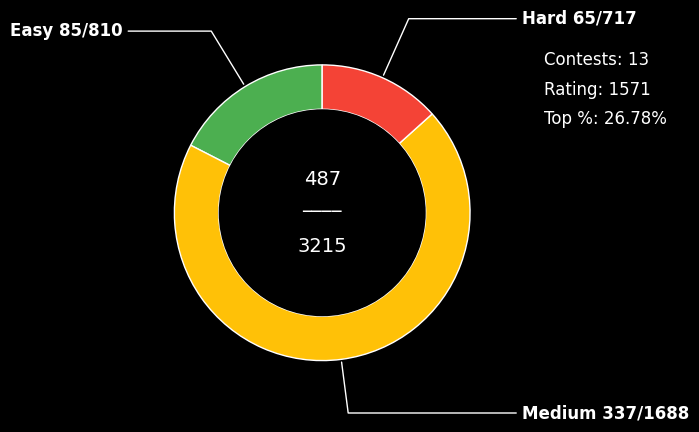 Hard 65/717
Easy 85/810
Contests: 13
Rating: 1571
Top %: 26.78%
487
3215
Medium 337/1688